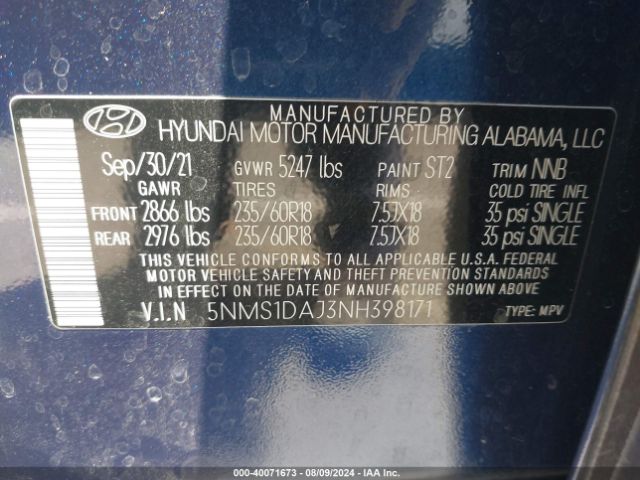 MANUFACTURED BY
HYUNDAI MOTOR MANUFACTURING ALABAMA, LLC
Sep/30/21 GVWR 5247 lbs PAINT ST2 TRIM NNB
GAWR TIRES RIMS COLD TIRE INFL
FRONT 2866 lbs 235/60R18 7.5JX18 35 psi SINGLE
REAR 2976 lbs 235/60R18 7.5JX18 35 psi SINGLE
THIS VEHICLE CONFORMS TO ALL APPLICABLE U.S.A. FEDERAL
MOTOR VEHICLE SAFETY AND THEFT PREVENTION STANDARDS
IN EFFECT ON THE DATE OF MANUFACTURE SHOWN ABOVE.
V.I.N 5NMS1DAJ3NH398171 TYPE: MPV
000-40071673 - 08/09/2024 - IAAI.COM